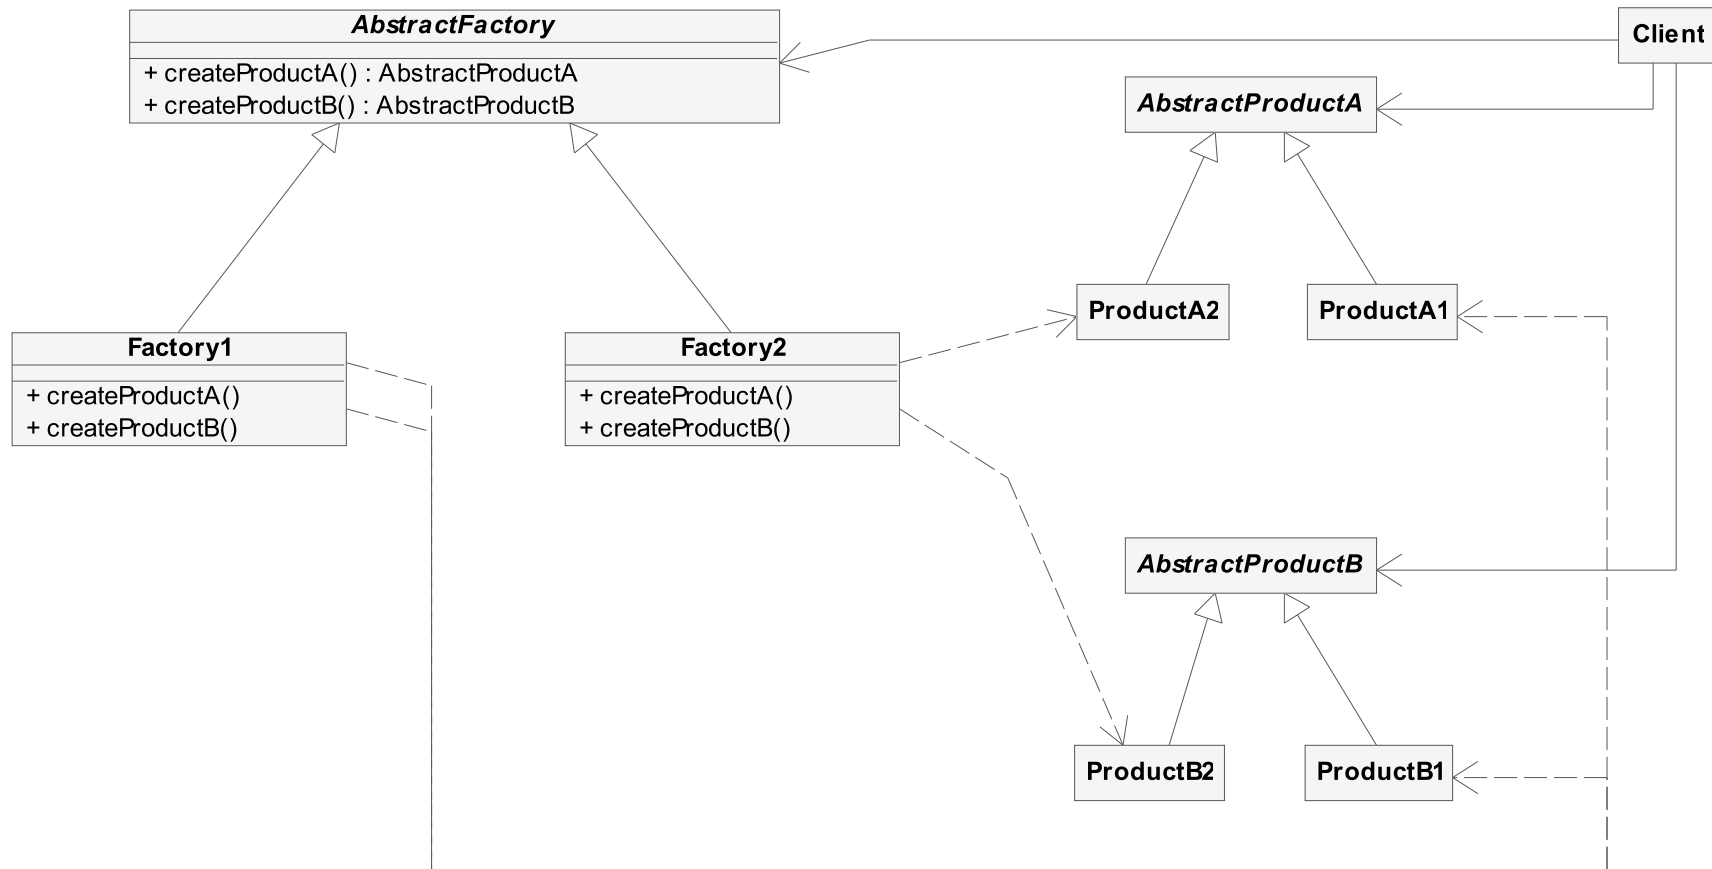 AbstractFactory
+ createProductA() : AbstractProductA
+ createProductB() : AbstractProductB
Client
AbstractProductA
ProductA2
ProductA1
Factory1
+ createProductA()
+ createProductB()
Factory2
+ createProductA()
+ createProductB()
AbstractProductB
ProductB2
ProductB1